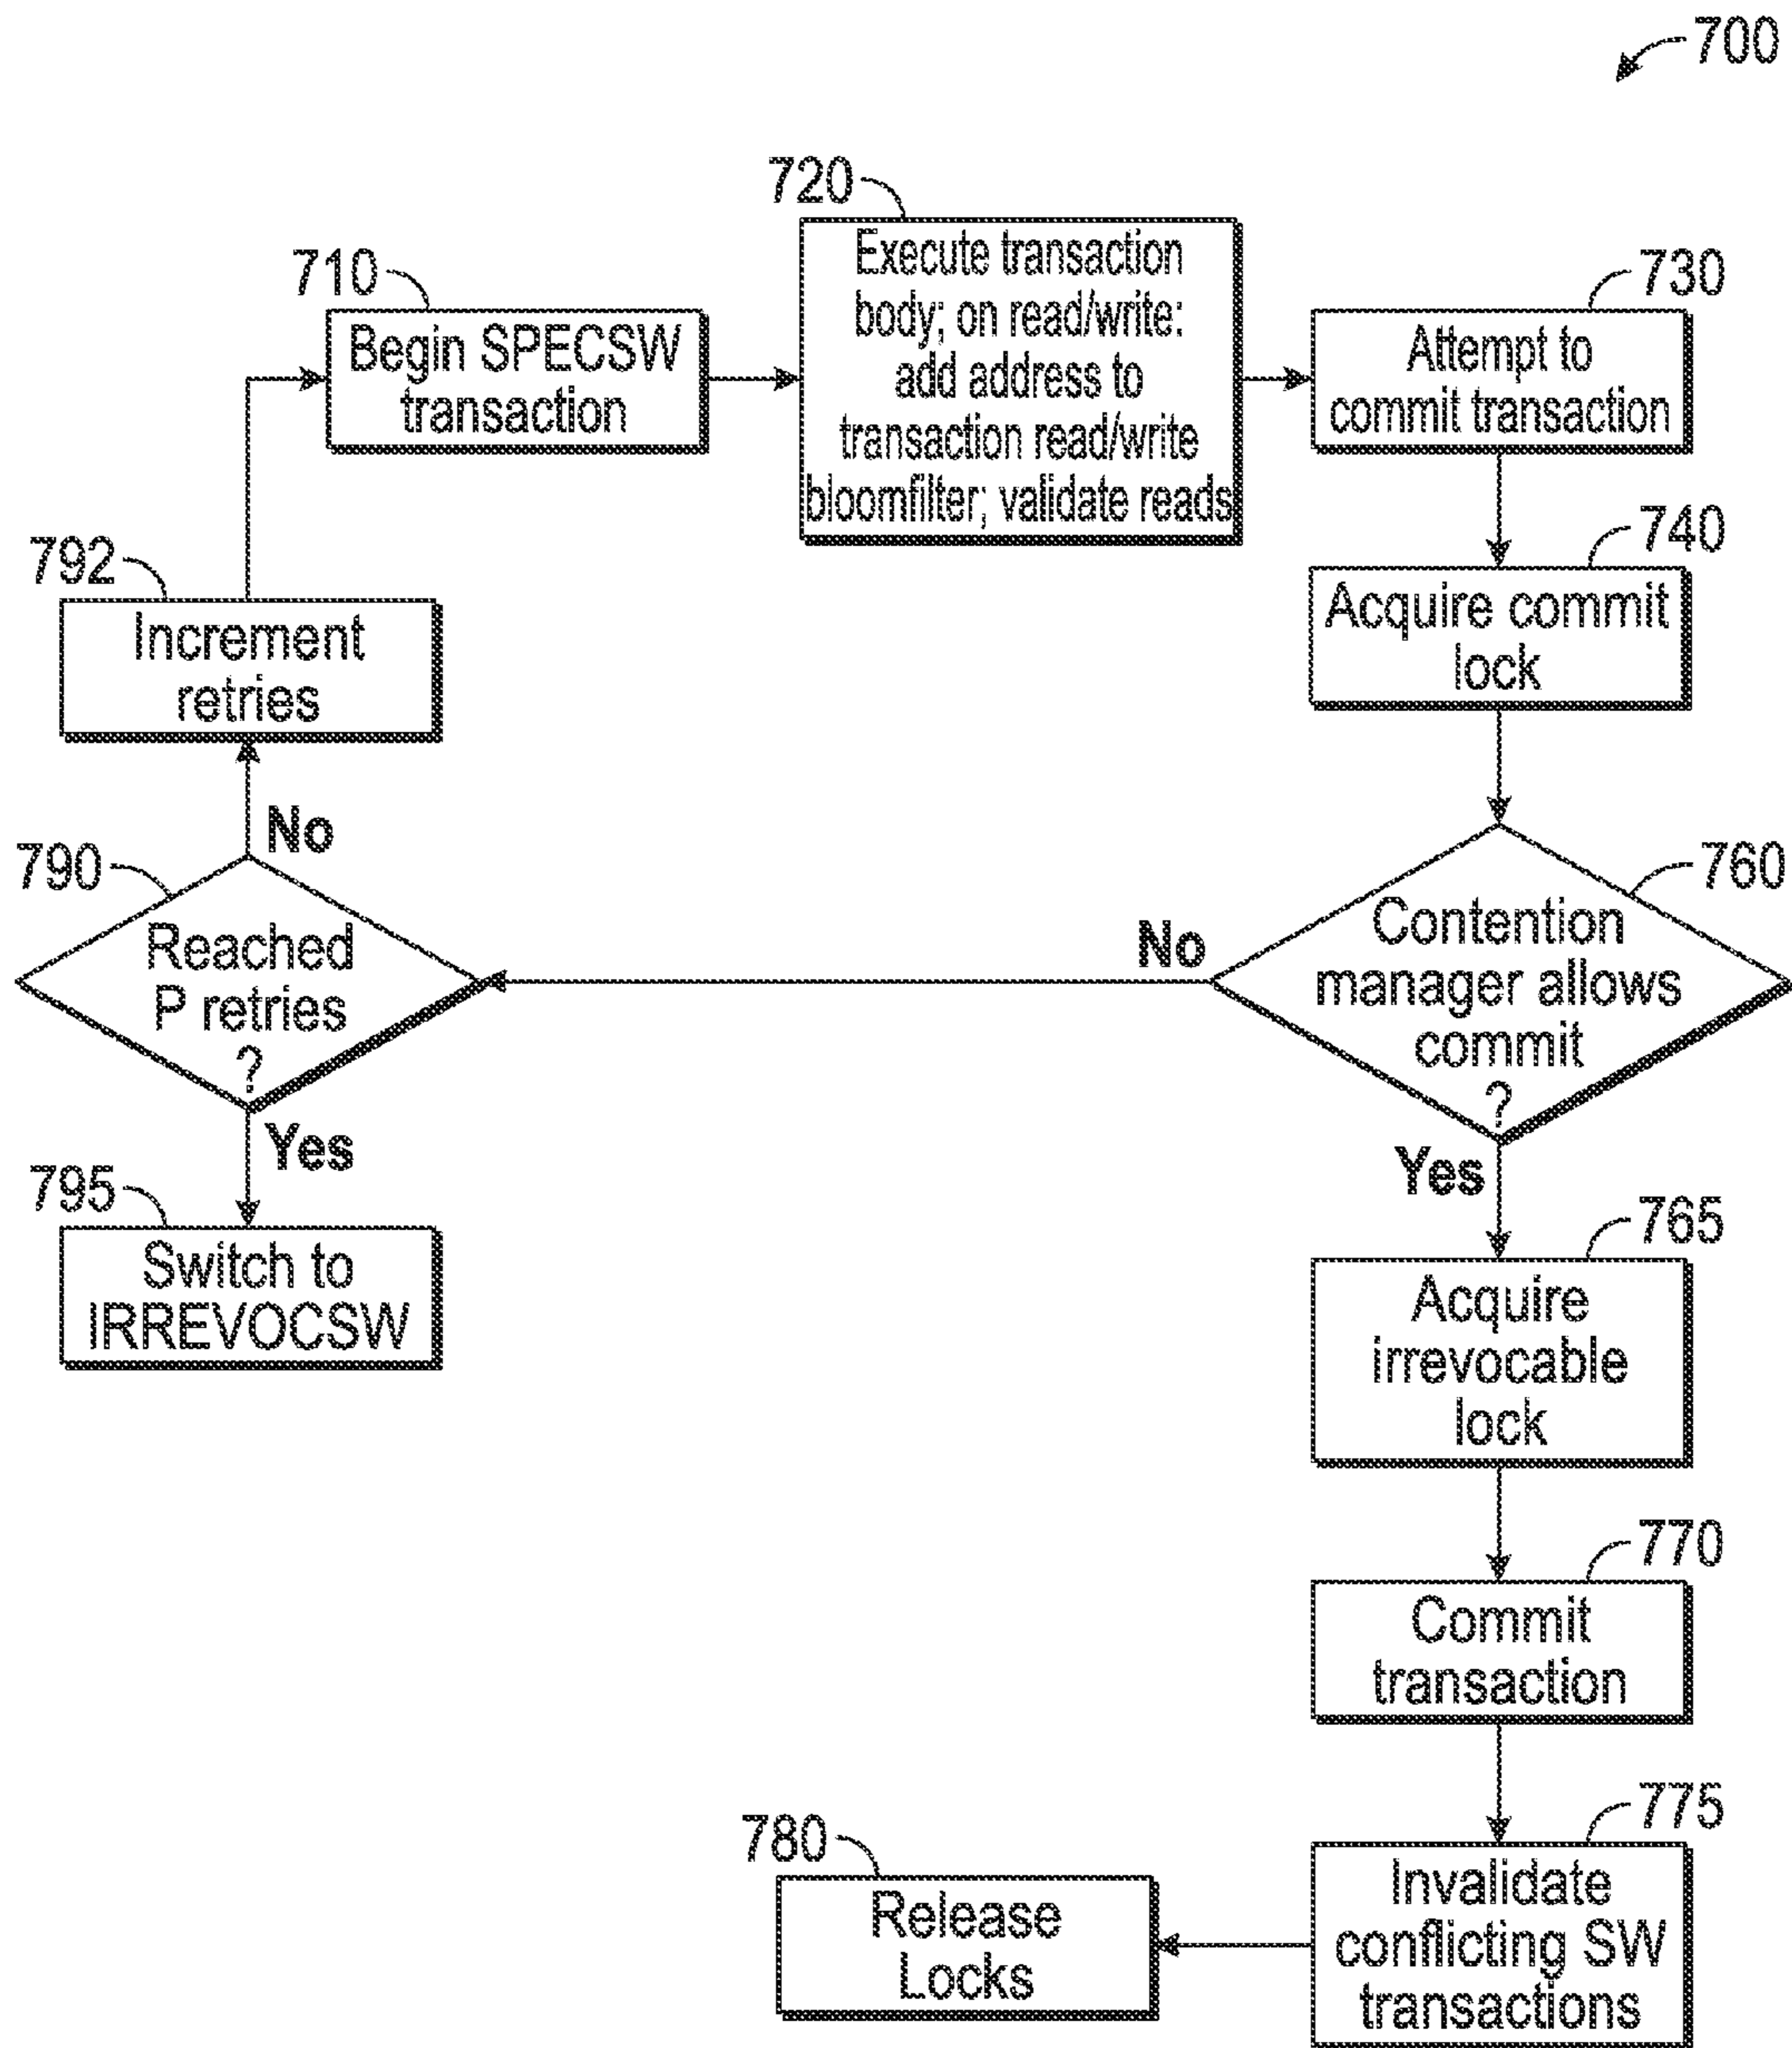 700
720
Execute transaction
body; on read/write:
add address to
transaction read/write
bloomfilter; validate reads
710
Begin SPECSW
transaction
730
Attempt to
commit transaction
740
Acquire commit
lock
792
Increment
retries
No
790
Reached
P retries
?
Yes
760
Contention
manager allows
commit
?
No
Yes
795
Switch to
IRREVOCSW
765
Acquire
irrevocable
lock
770
Commit
transaction
775
Invalidate
conflicting SW
transactions
780
Release
Locks